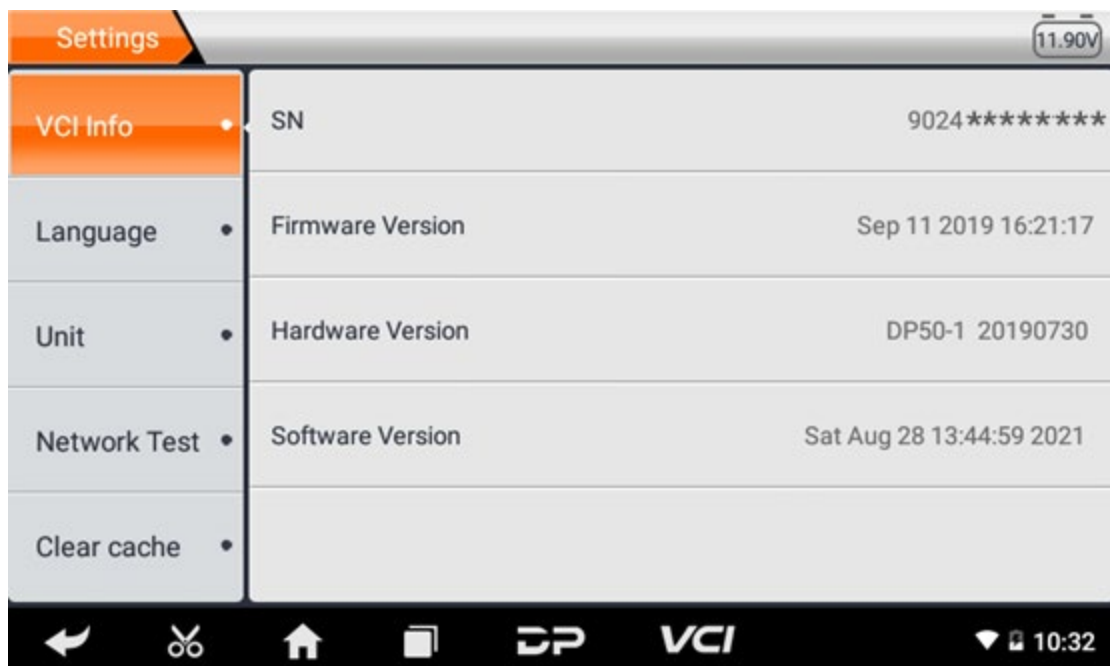 Settings
11.90V
VCI Info
SN 9024********
Language
Firmware Version Sep 11 2019 16:21:17
Unit
Hardware Version DP50-1 20190730
Network Test
Software Version Sat Aug 28 13:44:59 2021
Clear cache
DP VCI 10:32